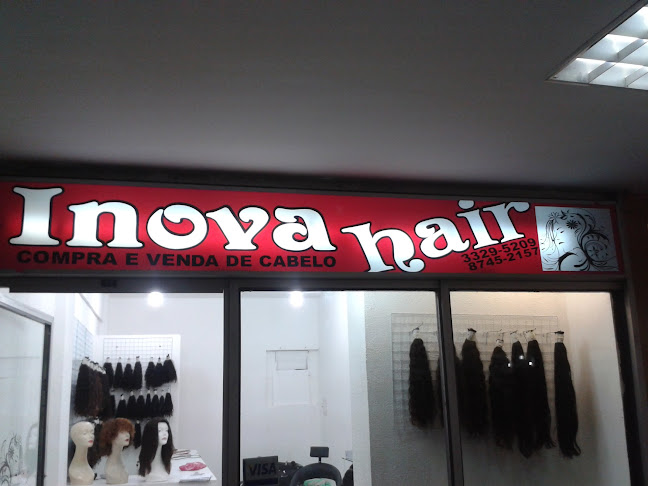 Inova hair
COMPRA E VENDA DE CABELO
3329-5209
8745-2157
VISA